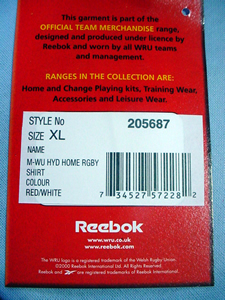 This garment is part of the
OFFICIAL TEAM MERCHANDISE range,
designed and produced under licence by
Reebok and worn by all WRU teams
and management.
RANGES IN THE COLLECTION ARE:
Home and Change Playing kits, Training Wear,
Accessories and Leisure Wear.
STYLE No 205687
SIZE XL
NAME
M-WU HYD HOME RGBY
SHIRT
COLOUR
RED/WHITE
7 34527 57228 2
Reebok
www.wru.co.uk
www.reebok.com
The WRU logo is a registered trademark of the Welsh Rugby Union.
©2000 Reebok International Ltd. All Rights Reserved.
Reebok and are registered trademarks of Reebok International.